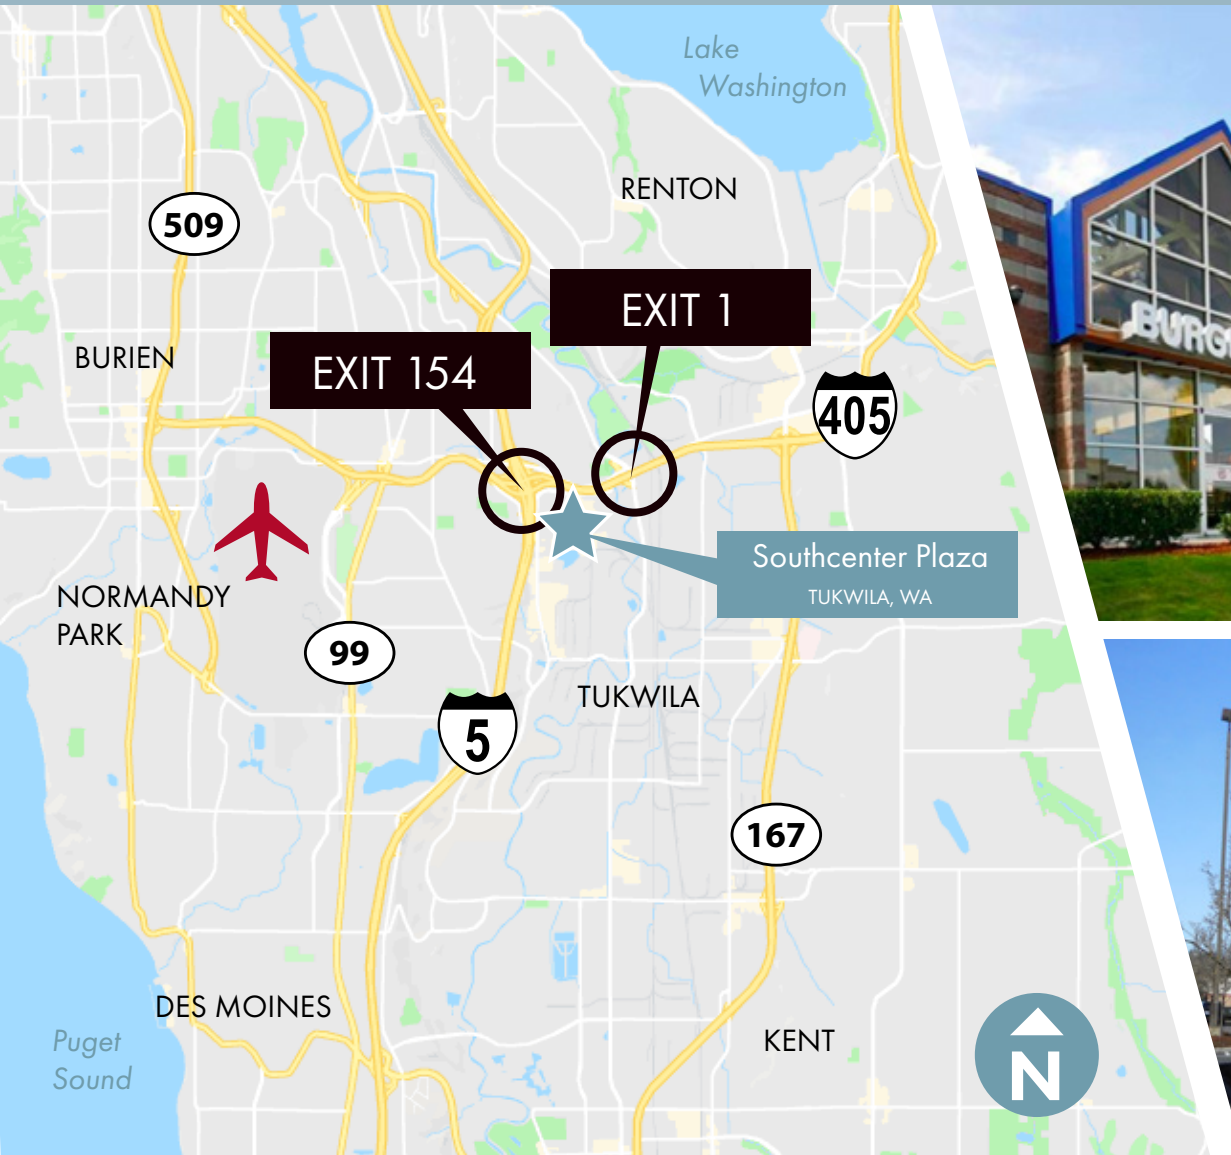 Lake
Washington
RENTON
509
EXIT 1
BURIEN
EXIT 154
405
Southcenter Plaza
TUKWILA, WA
NORMANDY
PARK
99
TUKWILA
5
167
DES MOINES
KENT
Puget
Sound
N
BURG